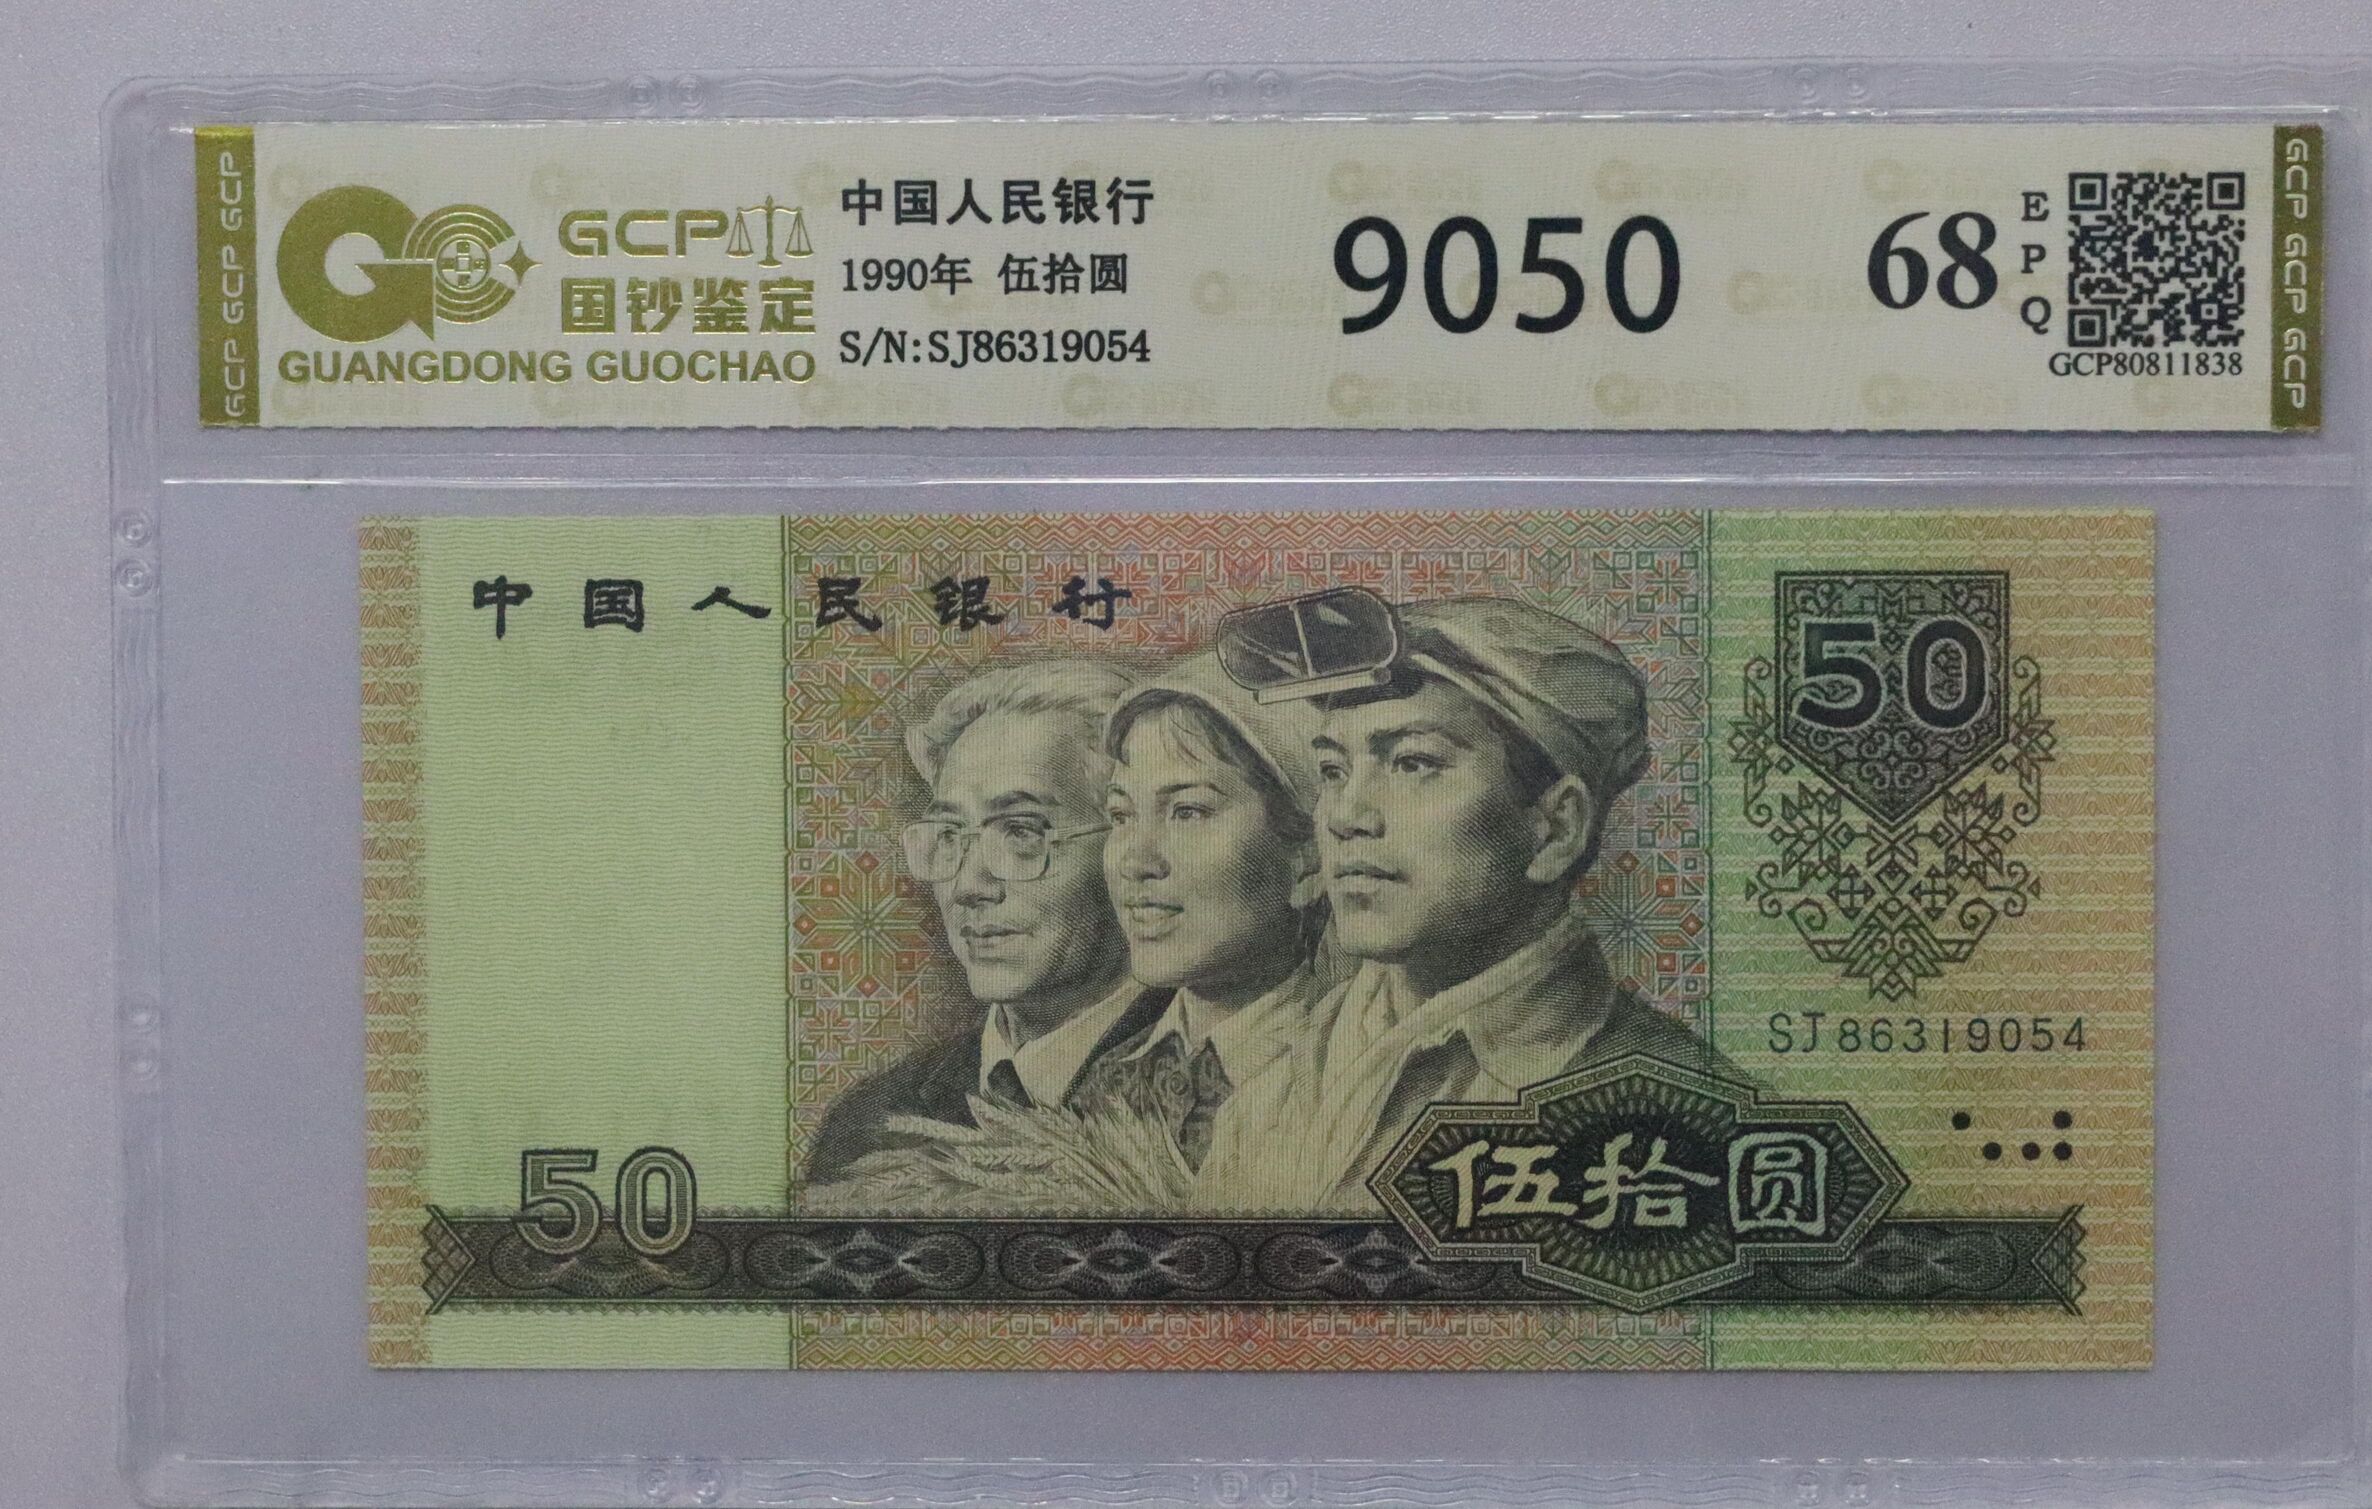 GCP GCP GCP
GCP
国钞鉴定
GUANGDONG GUOCHAO
中国人民银行
1990年 伍拾圆
S/N:SJ86319054
9050
68
EPQ
GCP80811838
GCP GCP GCP
中国人民银行
50
SJ86319054
50
伍拾圆